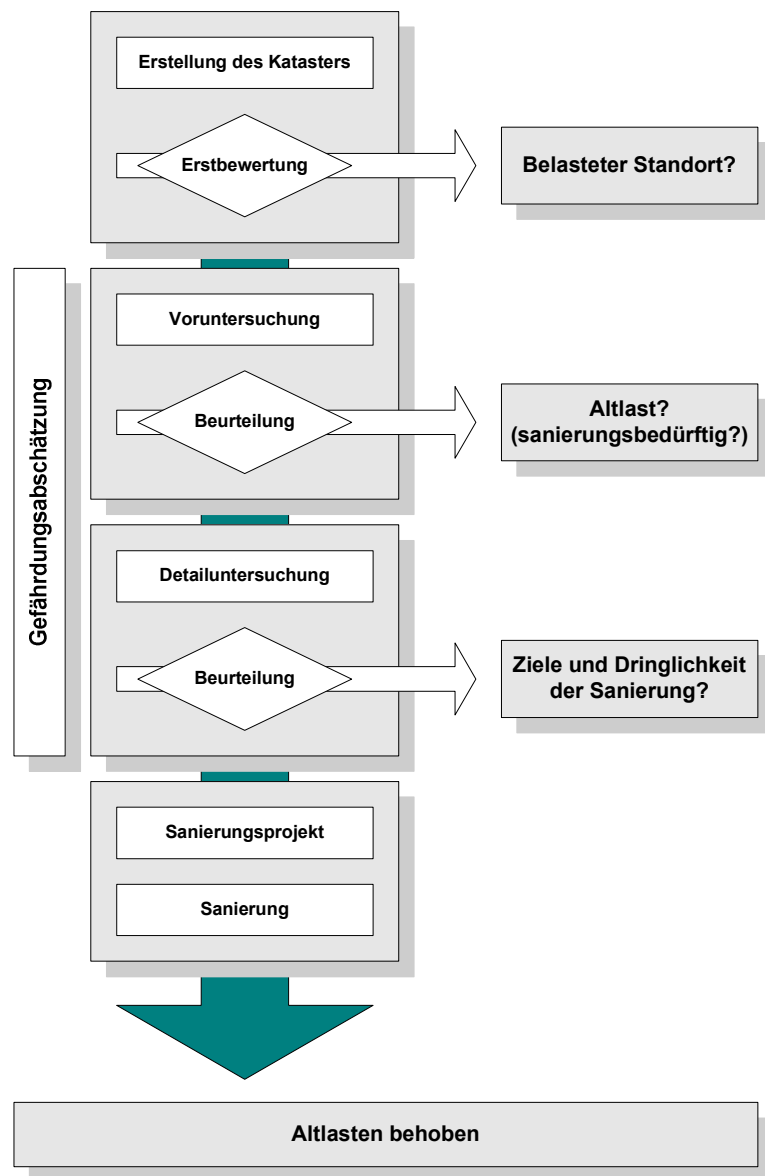 Erstellung des Katasters
Erstbewertung
Belasteter Standort?
Gefährdungsabschätzung
Voruntersuchung
Beurteilung
Altlast?
(sanierungsbedürftig?)
Detailuntersuchung
Beurteilung
Ziele und Dringlichkeit
der Sanierung?
Sanierungsprojekt
Sanierung
Altlasten behoben